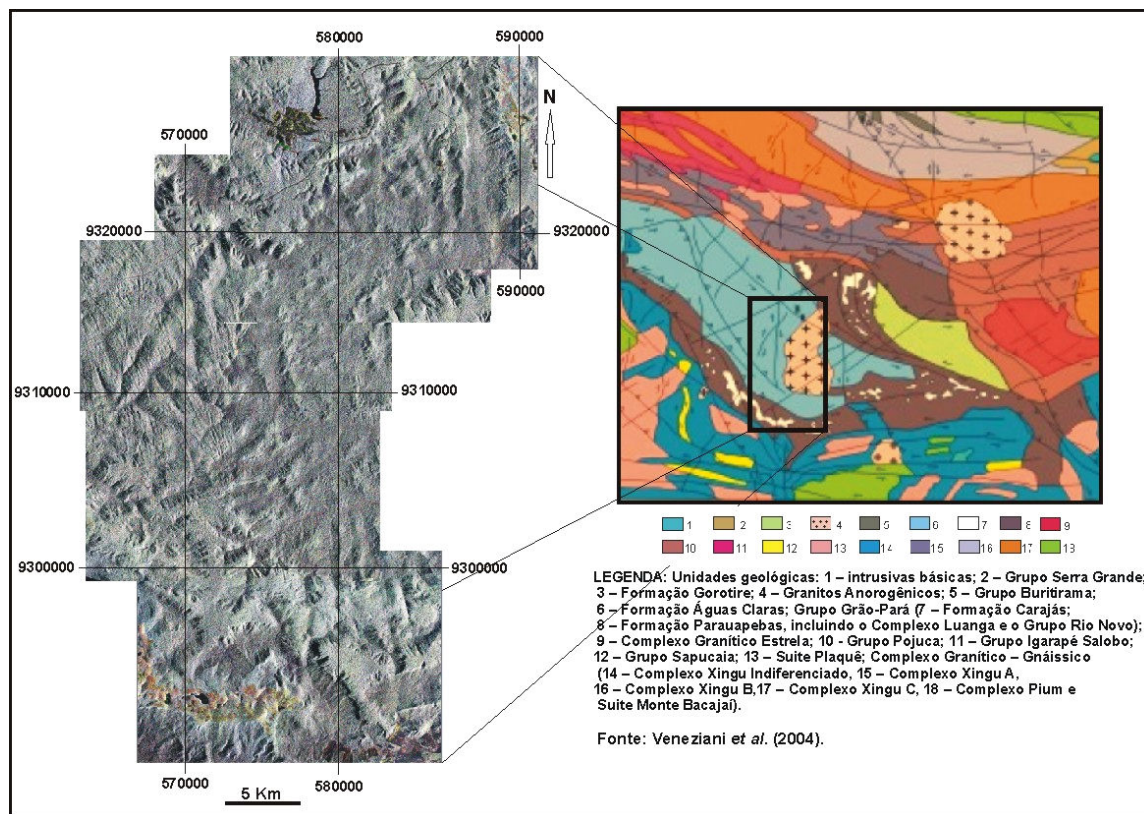 580000
590000
N
570000
9320000
9320000
590000
9310000
9310000
9300000
9300000
570000
580000
5 Km
1 2 3 4 5 6 7 8 9
10 11 12 13 14 15 16 17 18
LEGENDA: Unidades geológicas: 1 – intrusivas básicas; 2 – Grupo Serra Grande;
3 – Formação Gorotire; 4 – Granitos Anorogênicos; 5 – Grupo Buritirama;
6 – Formação Águas Claras; Grupo Grão-Pará (7 – Formação Carajás;
8 – Formação Parauapebas, incluindo o Complexo Luanga e o Grupo Rio Novo);
9 – Complexo Granítico Estrela; 10 - Grupo Pojuca; 11 – Grupo Igarapé Salobo;
12 – Grupo Sapucaia; 13 – Suite Plaquê; Complexo Granítico – Gnáissico
(14 – Complexo Xingu Indiferenciado, 15 – Complexo Xingu A,
16 – Complexo Xingu B,17 – Complexo Xingu C, 18 – Complexo Pium e
Suite Monte Bacajaí).
Fonte: Veneziani et al. (2004).